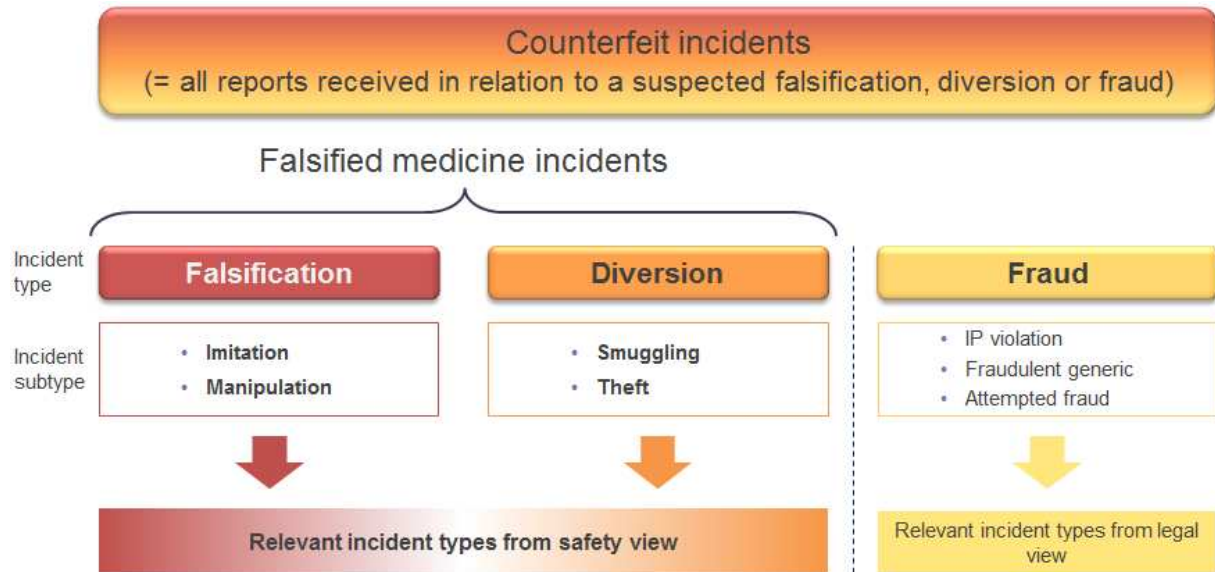 Counterfeit incidents
(= all reports received in relation to a suspected falsification, diversion or fraud)
Falsified medicine incidents
Incident
type
Falsification
Diversion
Fraud
Incident
subtype
• Imitation
• Manipulation
• Smuggling
• Theft
• IP violation
• Fraudulent generic
• Attempted fraud
Relevant incident types from safety view
Relevant incident types from legal
view